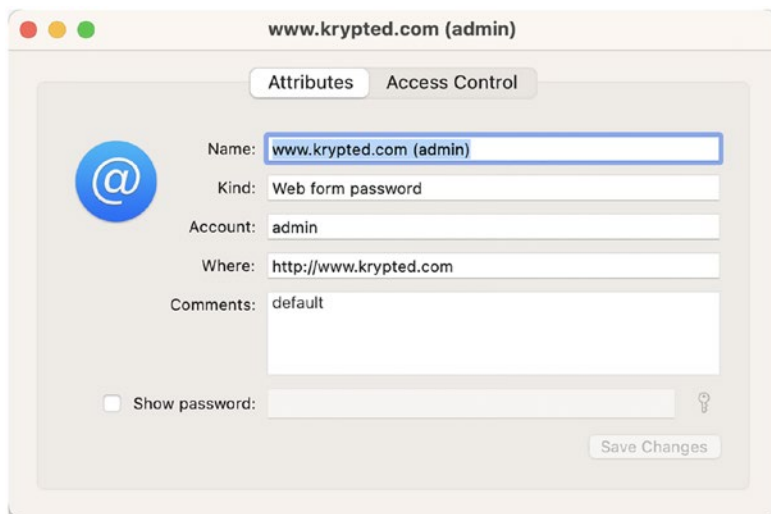 www.krypted.com (admin)
Attributes Access Control
@
Name: www.krypted.com (admin)
Kind: Web form password
Account: admin
Where: http://www.krypted.com
Comments: default
Show password:
Save Changes